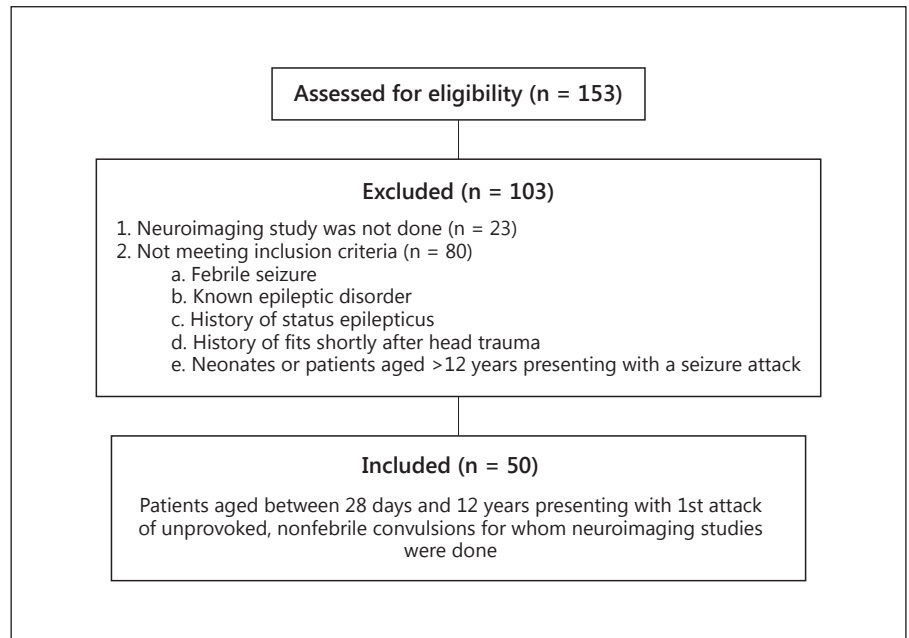 Assessed for eligibility (n = 153)
Excluded (n = 103)
1. Neuroimaging study was not done (n = 23)
2. Not meeting inclusion criteria (n = 80)
a. Febrile seizure
b. Known epileptic disorder
c. History of status epilepticus
d. History of fits shortly after head trauma
e. Neonates or patients aged >12 years presenting with a seizure attack
Included (n = 50)
Patients aged between 28 days and 12 years presenting with 1st attack
of unprovoked, nonfebrile convulsions for whom neuroimaging studies
were done